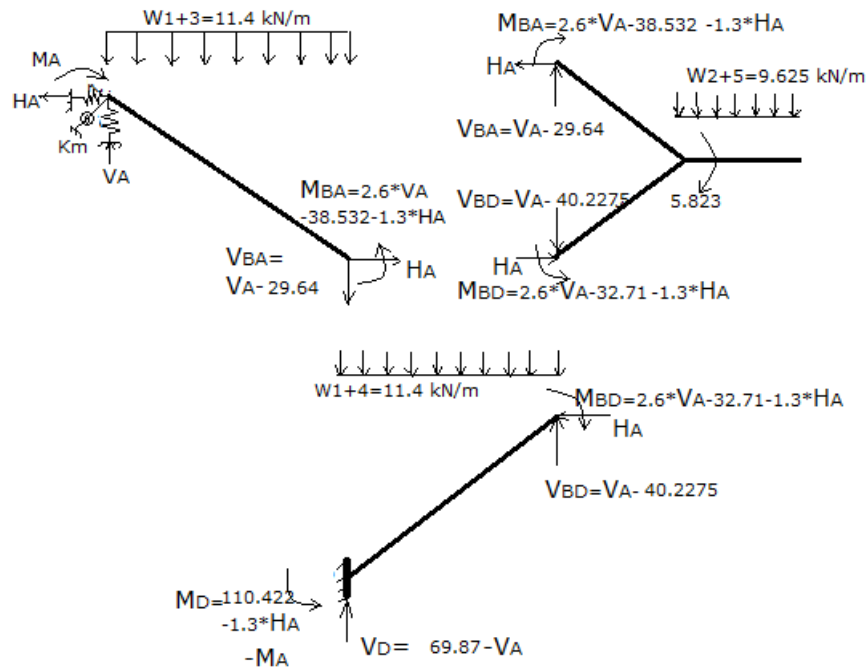 W1+3=11.4 kN/m
MA
HA
Km
VA
MBA=2.6*VA
-38.532-1.3*HA
VBA=
VA-29.64
HA
MBA=2.6*VA-38.532 -1.3*HA
HA
W2+5=9.625 kN/m
VBA=VA-29.64
VBD=VA- 40.2275
5.823
HA
MBD=2.6*VA-32.71 -1.3*HA
W1+4=11.4 kN/m
MBD=2.6*VA-32.71-1.3*HA
HA
VBD=VA- 40.2275
MD=110.422
-1.3*HA
-MA
VD= 69.87-VA